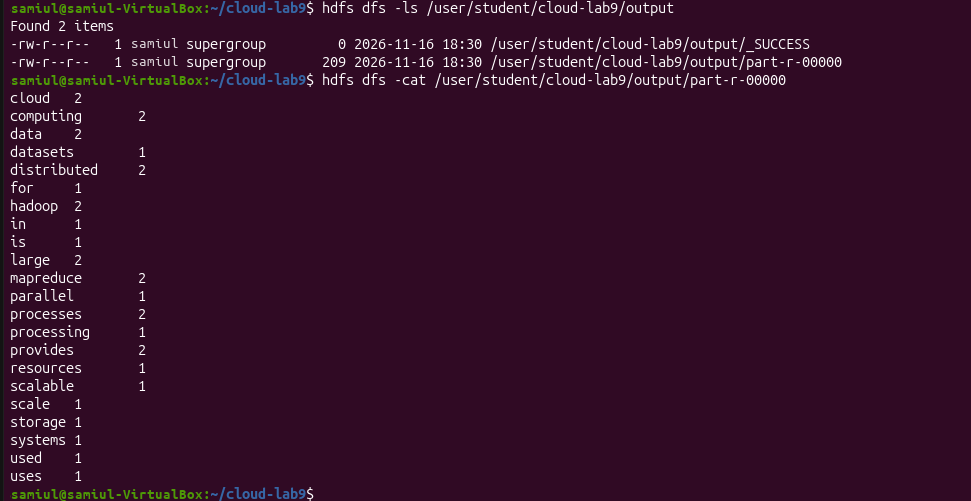 samiul@samiul-VirtualBox:~/cloud-lab9$ hdfs dfs -ls /user/student/cloud-lab9/output
Found 2 items
-rw-r--r--   1 samiul supergroup          0 2026-11-16 18:30 /user/student/cloud-lab9/output/_SUCCESS
-rw-r--r--   1 samiul supergroup        209 2026-11-16 18:30 /user/student/cloud-lab9/output/part-r-00000
samiul@samiul-VirtualBox:~/cloud-lab9$ hdfs dfs -cat /user/student/cloud-lab9/output/part-r-00000
cloud	2
computing	2
data	2
datasets	1
distributed	2
for	1
hadoop	2
in	1
is	1
large	2
mapreduce	2
parallel	1
processes	2
processing	1
provides	2
resources	1
scalable	1
scale	1
storage	1
systems	1
used	1
uses	1
samiul@samiul-VirtualBox:~/cloud-lab9$